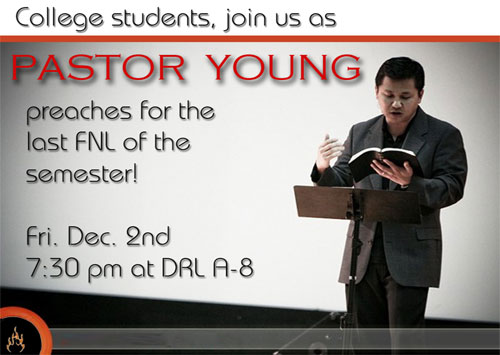 College students, join us as
PASTOR YOUNG
preaches for the
last FNL of the
semester!
Fri. Dec. 2nd
7:30 pm at DRL A-8